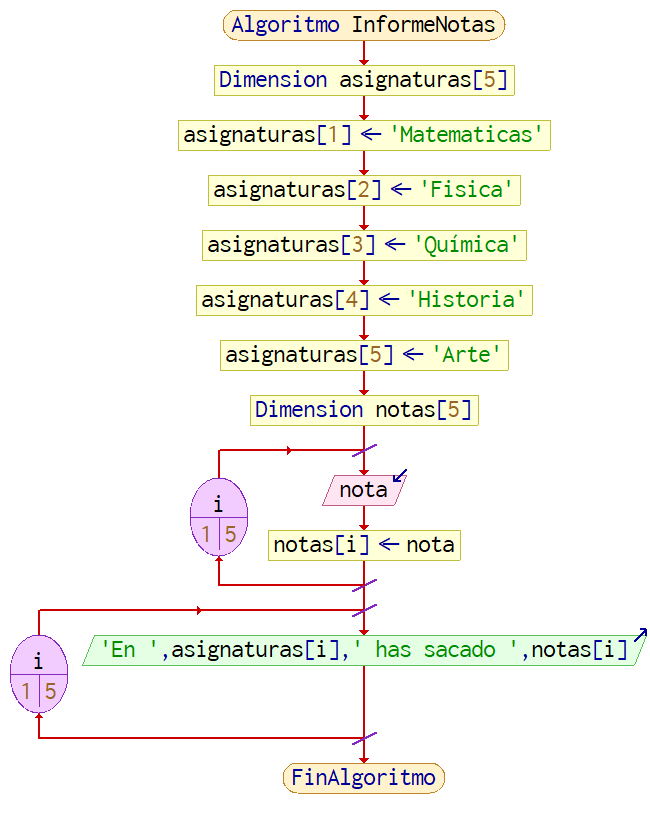 Algoritmo InformeNotas
Dimension asignaturas[5]
asignaturas[1] ← 'Matematicas'
asignaturas[2] ← 'Fisica'
asignaturas[3] ← 'Química'
asignaturas[4] ← 'Historia'
asignaturas[5] ← 'Arte'
Dimension notas[5]
nota
i
1 5
notas[i] ← nota
'En ',asignaturas[i],' has sacado ',notas[i]
i
1 5
FinAlgoritmo